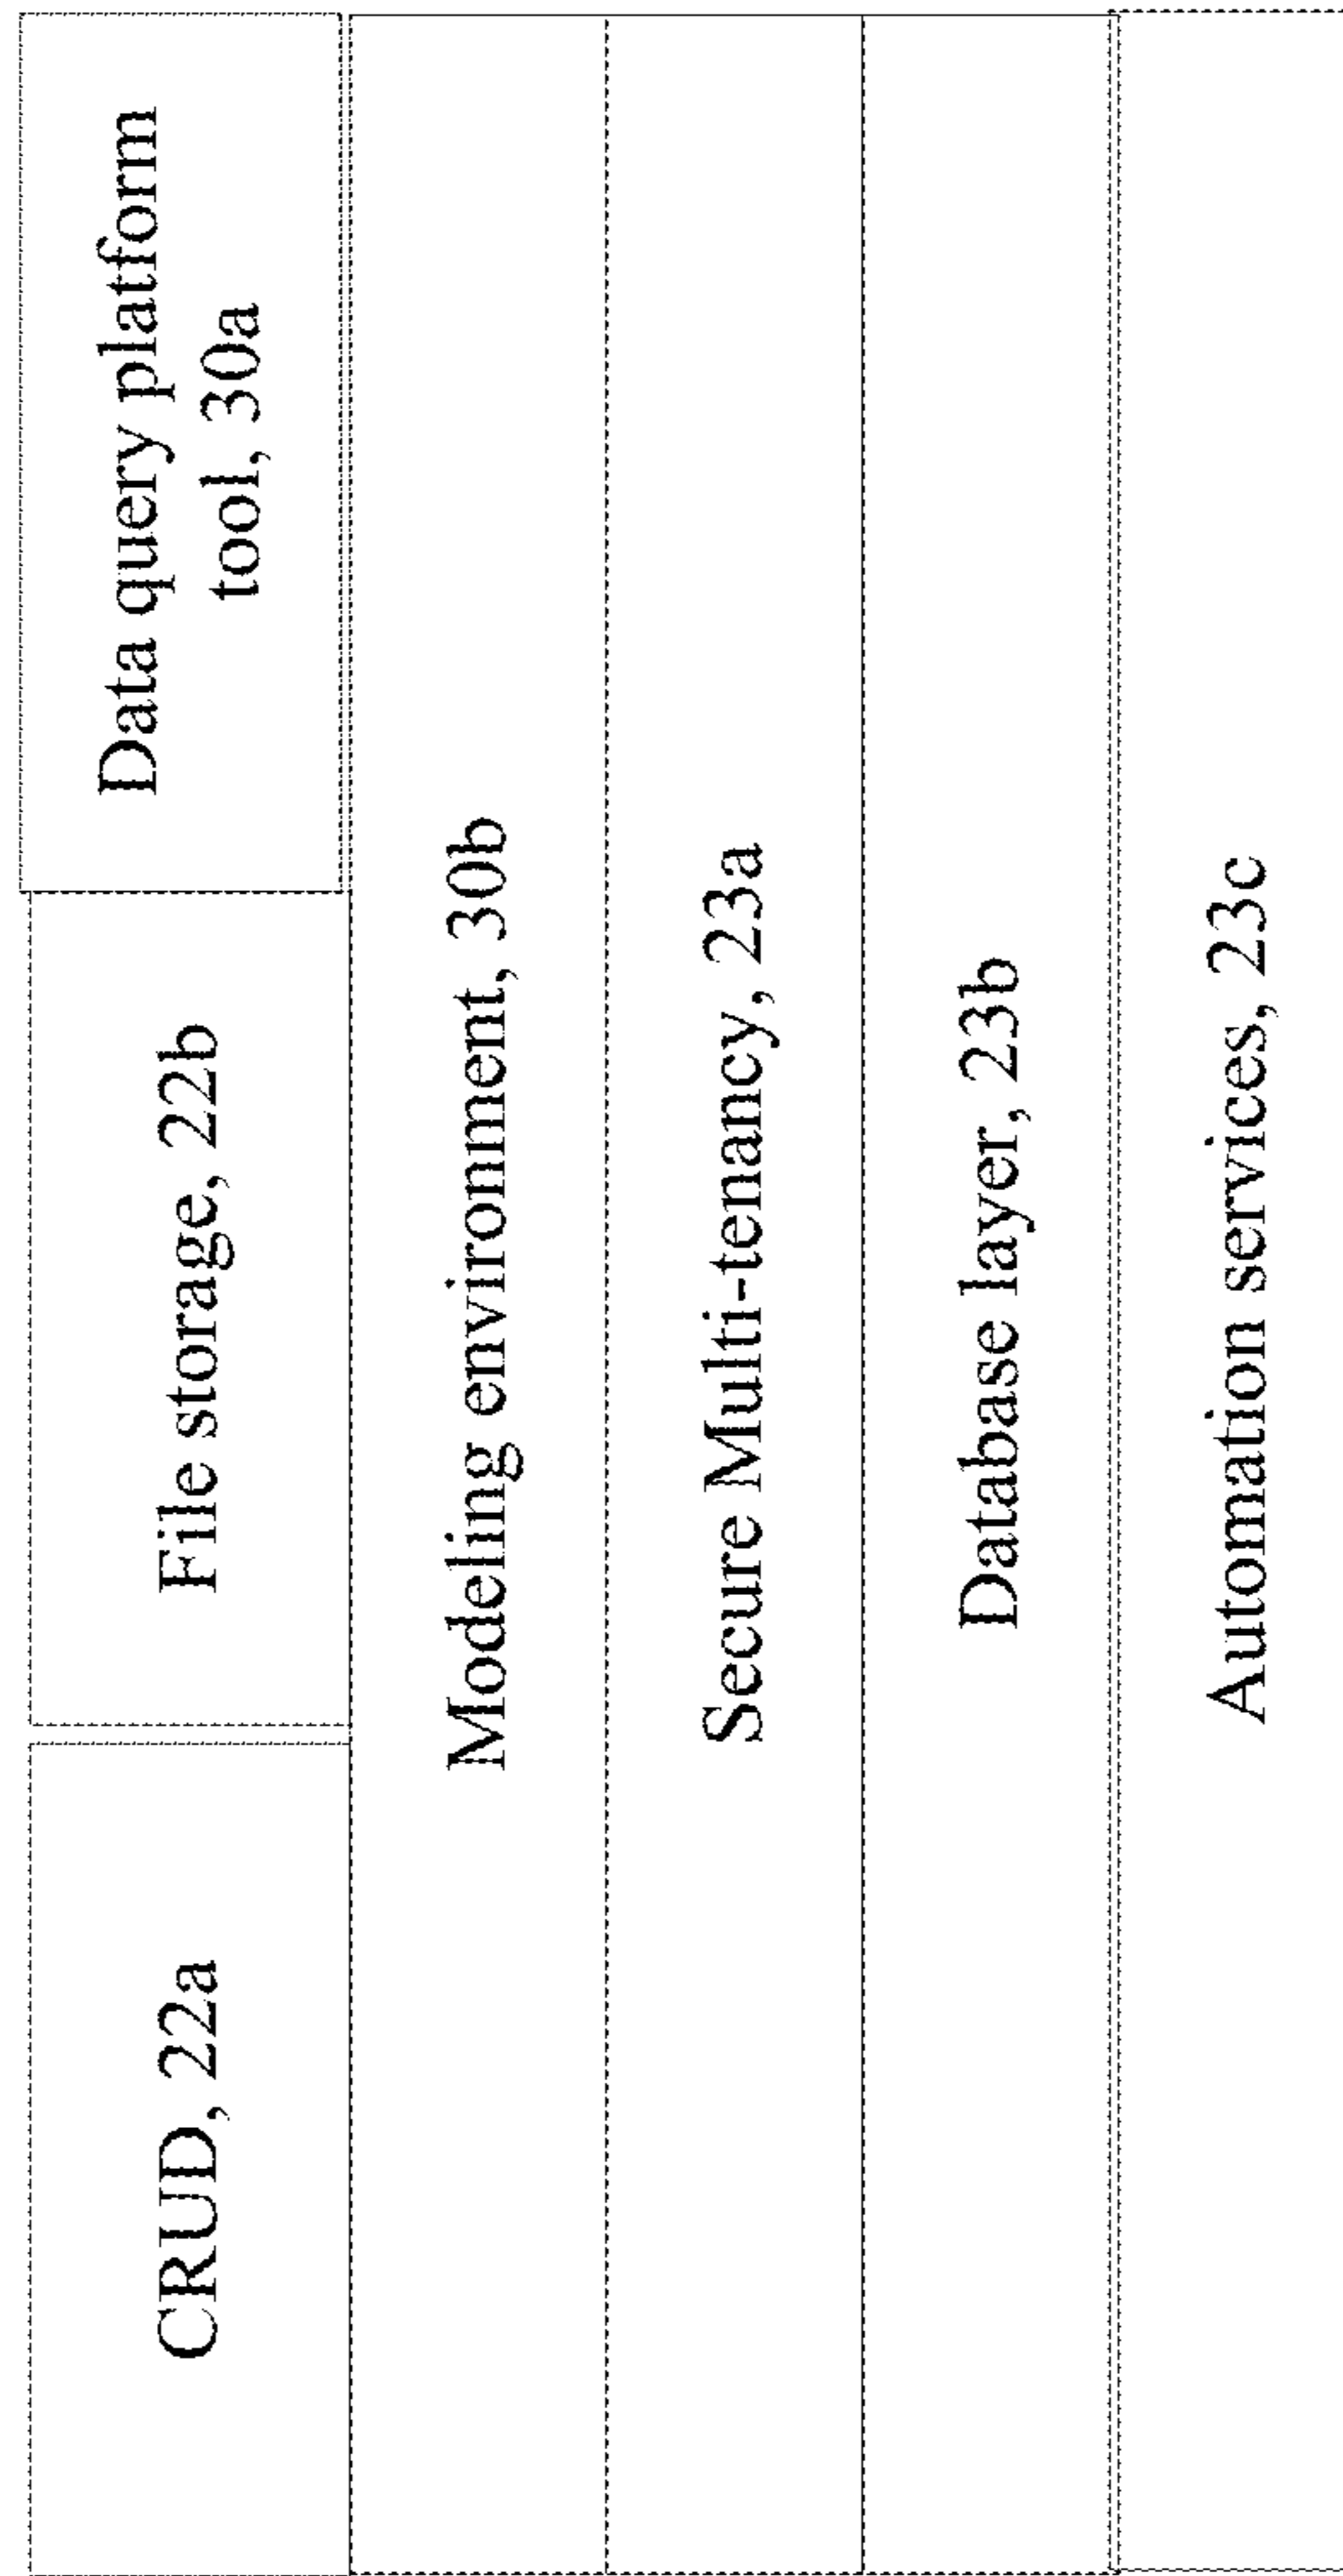 CRUD, 22a
File storage, 22b
Data query platform
tool, 30a
Modeling environment, 30b
Secure Multi-tenancy, 23a
Database layer, 23b
Automation services, 23c